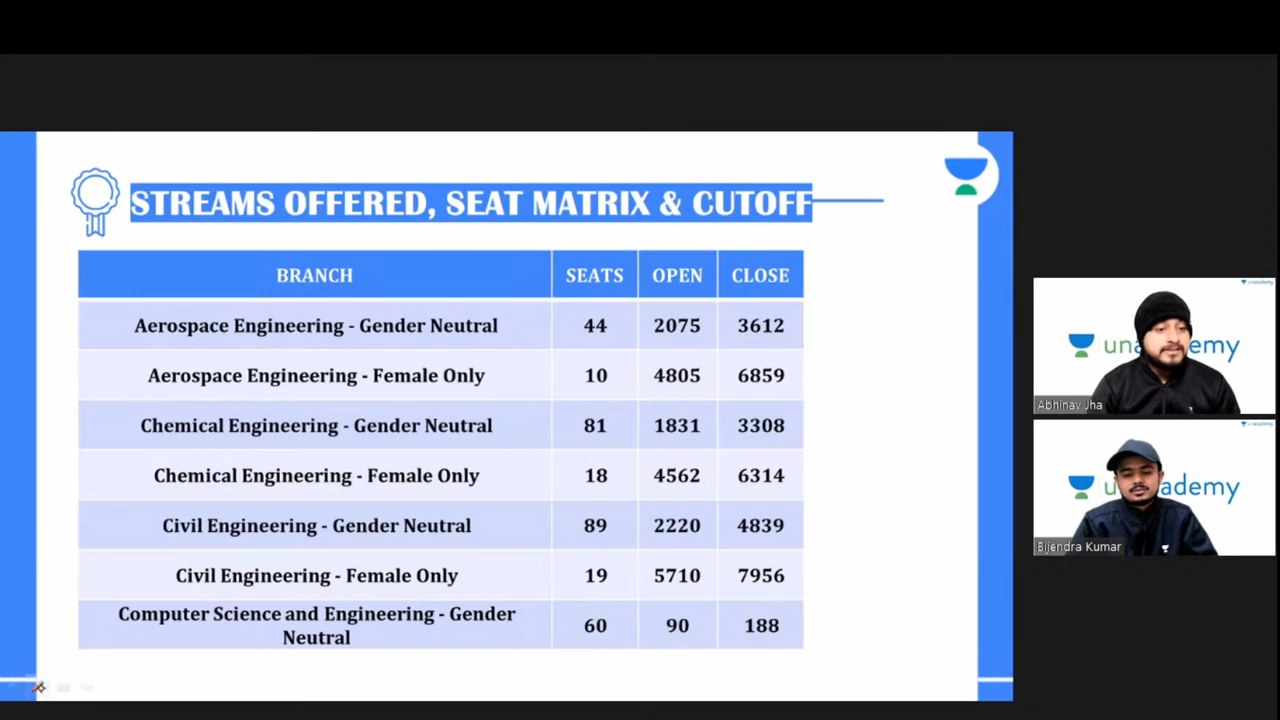 STREAMS OFFERED, SEAT MATRIX & CUTOFF
BRANCH SEATS OPEN CLOSE
Aerospace Engineering - Gender Neutral 44 2075 3612
Aerospace Engineering - Female Only 10 4805 6859
Chemical Engineering - Gender Neutral 81 1831 3308
Chemical Engineering - Female Only 18 4562 6314
Civil Engineering - Gender Neutral 89 2220 4839
Civil Engineering - Female Only 19 5710 7956
Computer Science and Engineering - Gender
Neutral 60 90 188
unacademy
Abhinav Jha
unacademy
Bijendra Kumar